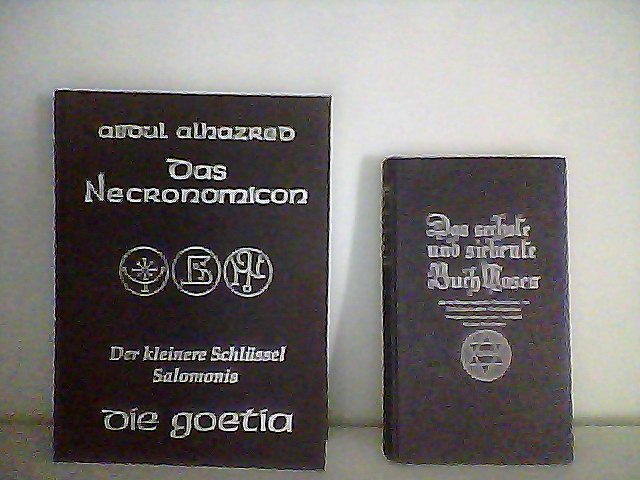 abdul alhazred
Das
Necronomicon
Der kleinere Schlüssel
Salomonis
die goetia
Das sechste
und siebente
Buch Moses